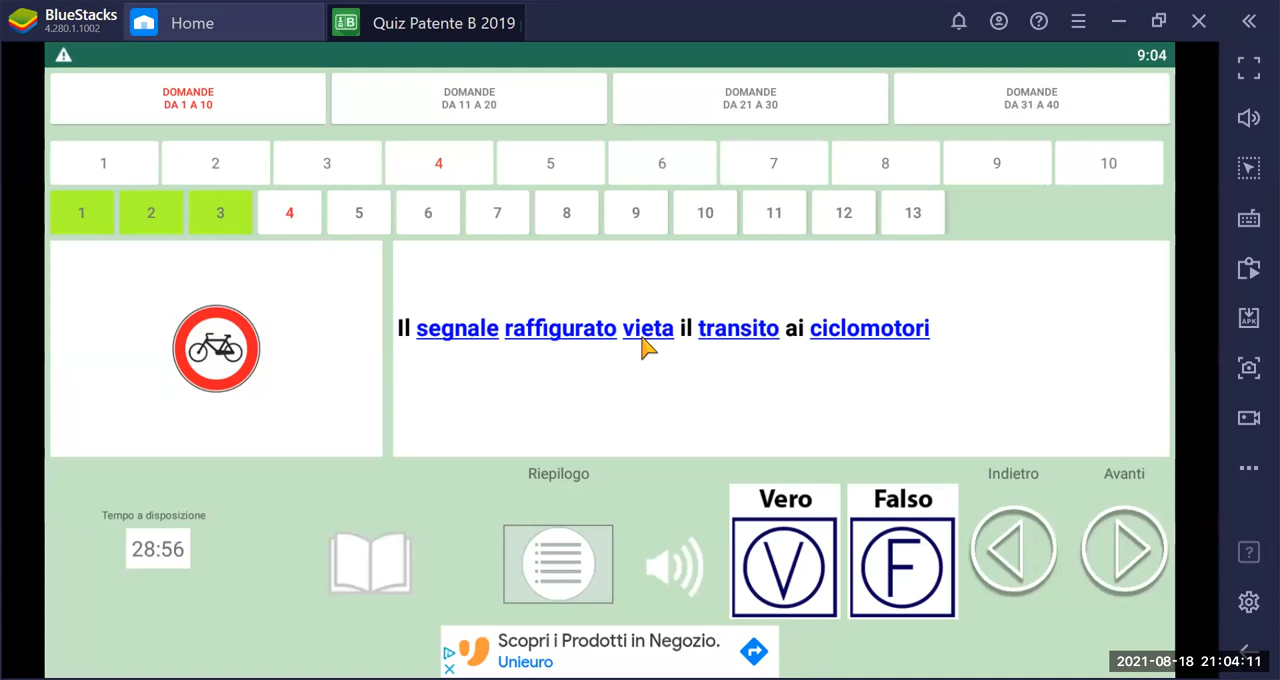 BlueStacks
4.280.1.1002
Home
Quiz Patente B 2019
9:04
DOMANDE
DA 1 A 10
DOMANDE
DA 11 A 20
DOMANDE
DA 21 A 30
DOMANDE
DA 31 A 40
1 2 3 4 5 6 7 8 9 10
1 2 3 4 5 6 7 8 9 10 11 12 13
Il segnale raffigurato vieta il transito ai ciclomotori
Riepilogo
Indietro
Avanti
Vero
Falso
Tempo a disposizione
28:56
V
F
Scopri i Prodotti in Negozio.
Unieuro
2021-08-18 21:04:11
APK